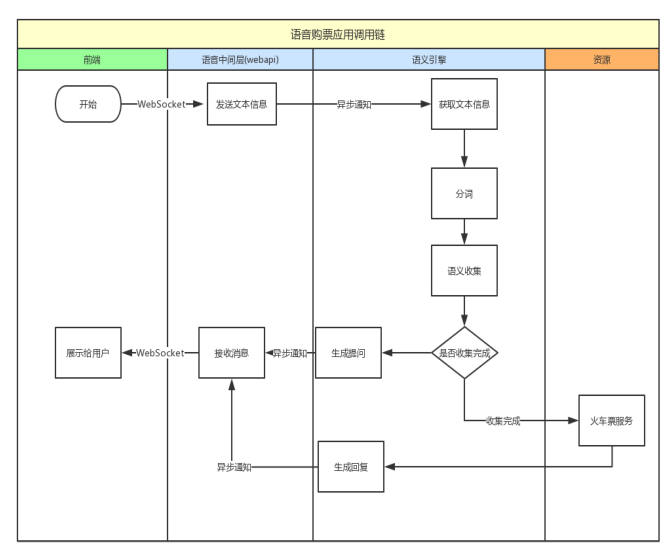 语音购票应用调用链
前端
语音中间层(webapi)
语义引擎
资源
开始
WebSocket
发送文本信息
异步通知
获取文本信息
分词
语义收集
展示给用户
WebSocket
接收消息
异步通知
生成提问
是否收集完成
收集完成
火车票服务
异步通知
生成回复